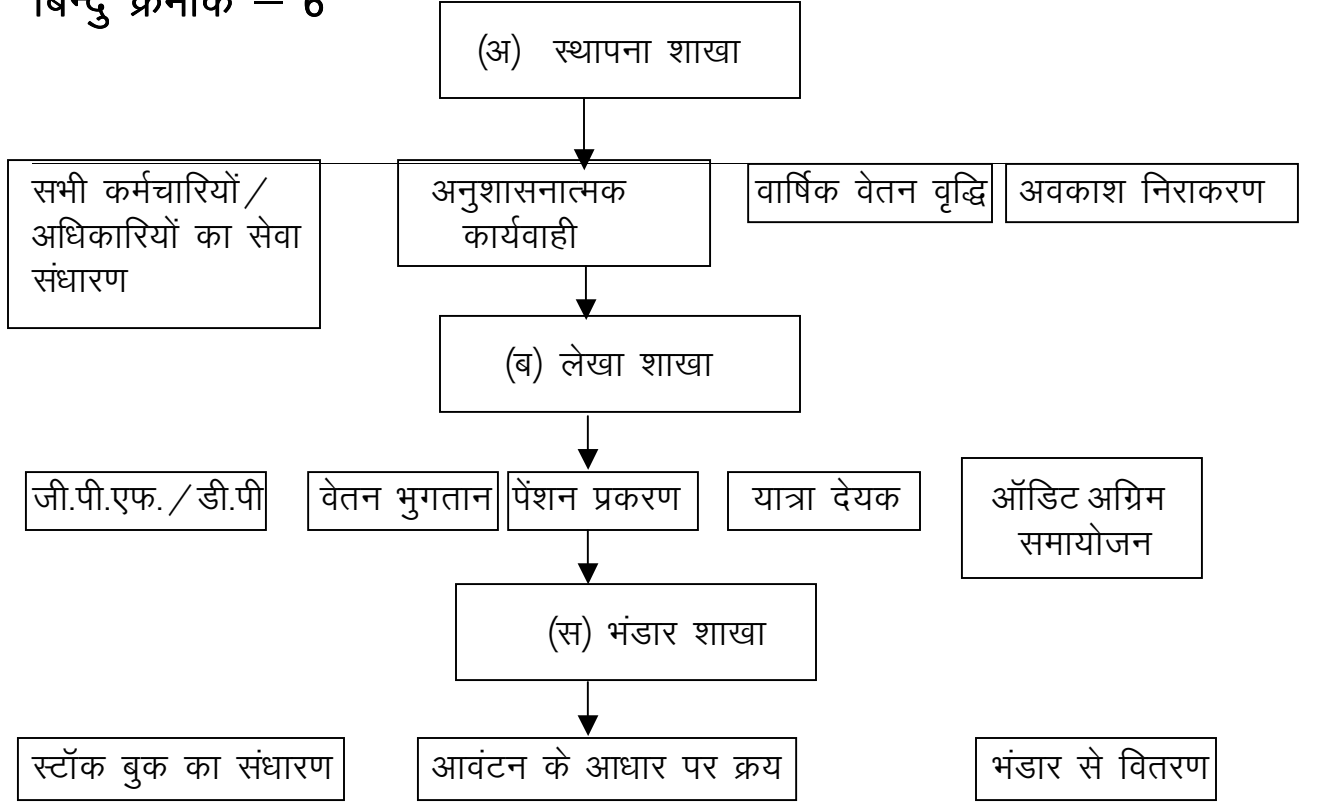 बिन्दु क्रमांक – 6
(अ) स्थापना शाखा
सभी कर्मचारियों/
अधिकारियों का सेवा
संधारण
अनुशासनात्मक
कार्यवाही
वार्षिक वेतन वृद्धि
अवकाश निराकरण
(ब) लेखा शाखा
जी.पी.एफ./डी.पी
वेतन भुगतान
पेंशन प्रकरण
यात्रा देयक
ऑडिट अग्रिम
समायोजन
(स) भंडार शाखा
स्टॉक बुक का संधारण
आवंटन के आधार पर क्रय
भंडार से वितरण